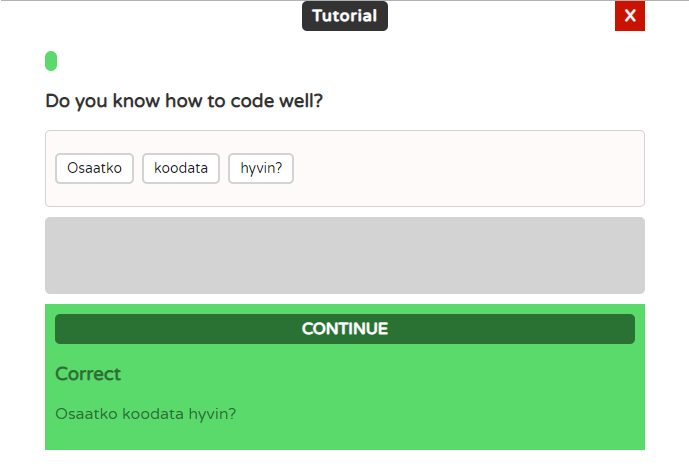 Tutorial
X
Do you know how to code well?
Osaatko koodata hyvin?
CONTINUE
Correct
Osaatko koodata hyvin?